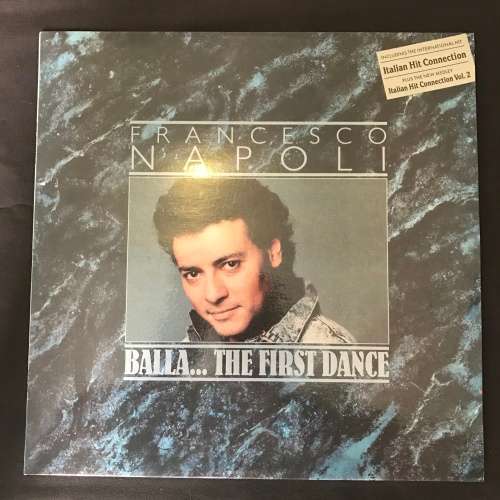 INCLUDING THE INTERNATIONAL HIT
Italian Hit Connection
PLUS THE NEW MEDLEY
Italian Hit Connection Vol. 2
FRANCESCO
NAPOLI
BALLA... THE FIRST DANCE